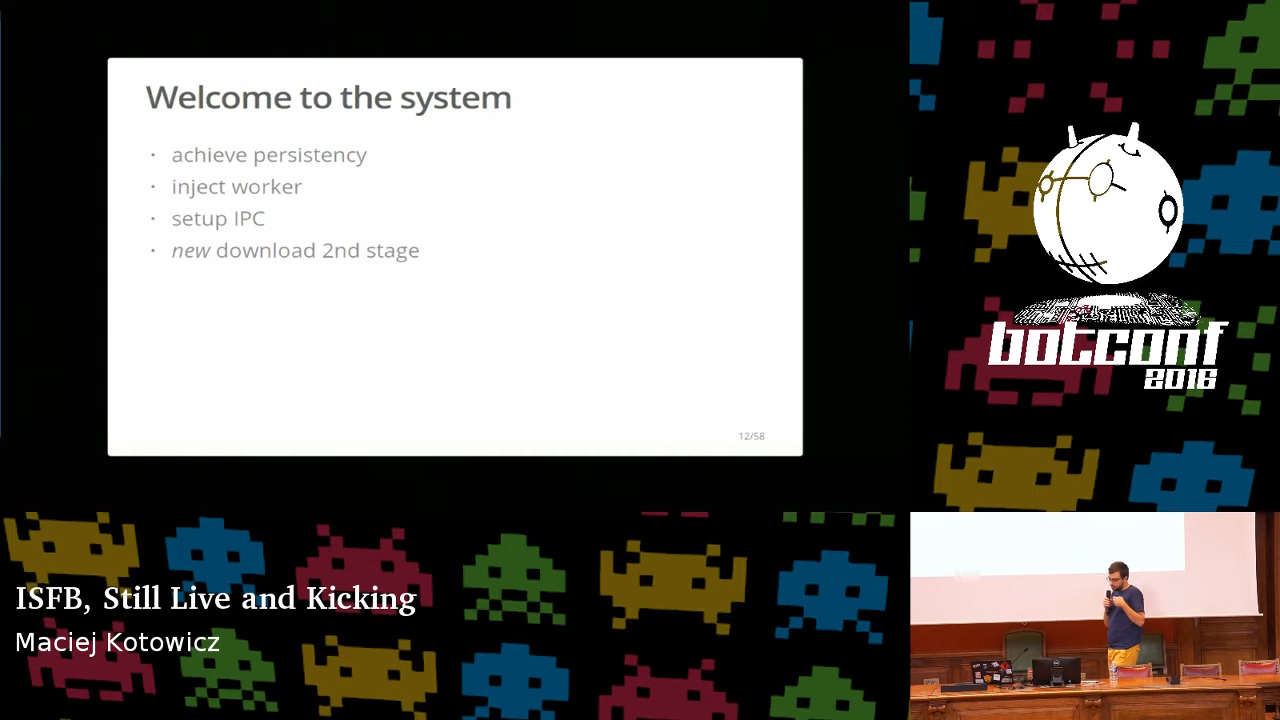 Welcome to the system
· achieve persistency
· inject worker
· setup IPC
· new download 2nd stage
12/58
botconf
2016
ISFB, Still Live and Kicking
Maciej Kotowicz